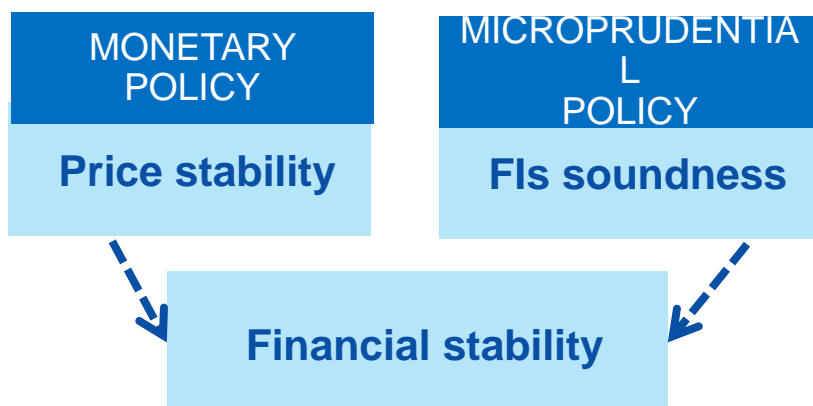 MONETARY
POLICY
Price stability
MICROPRUDENTIA
L
POLICY
FIs soundness
Financial stability